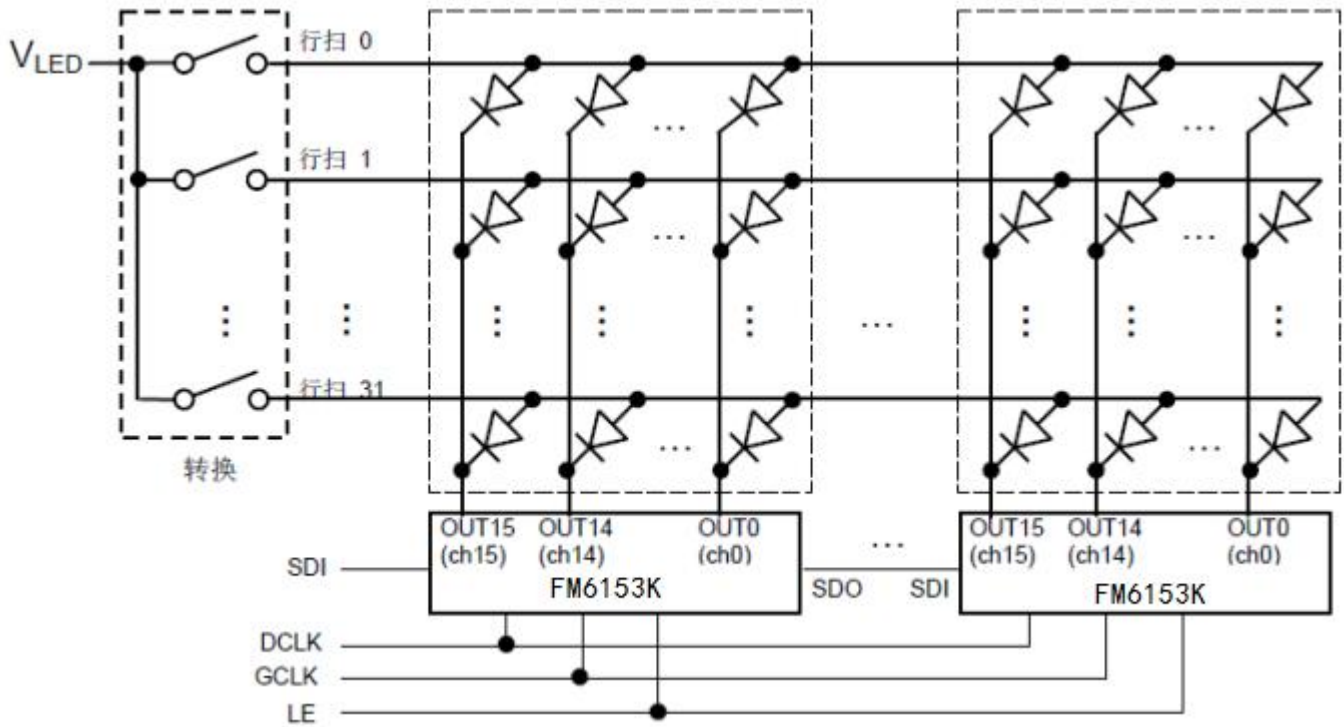 V_LED
行扫 0
行扫 1
行扫 31
转换
...
OUT15 OUT14 OUT0
(ch15) (ch14) (ch0)
FM6153K
OUT15 OUT14 OUT0
(ch15) (ch14) (ch0)
FM6153K
SDI
SDO SDI
DCLK
GCLK
LE